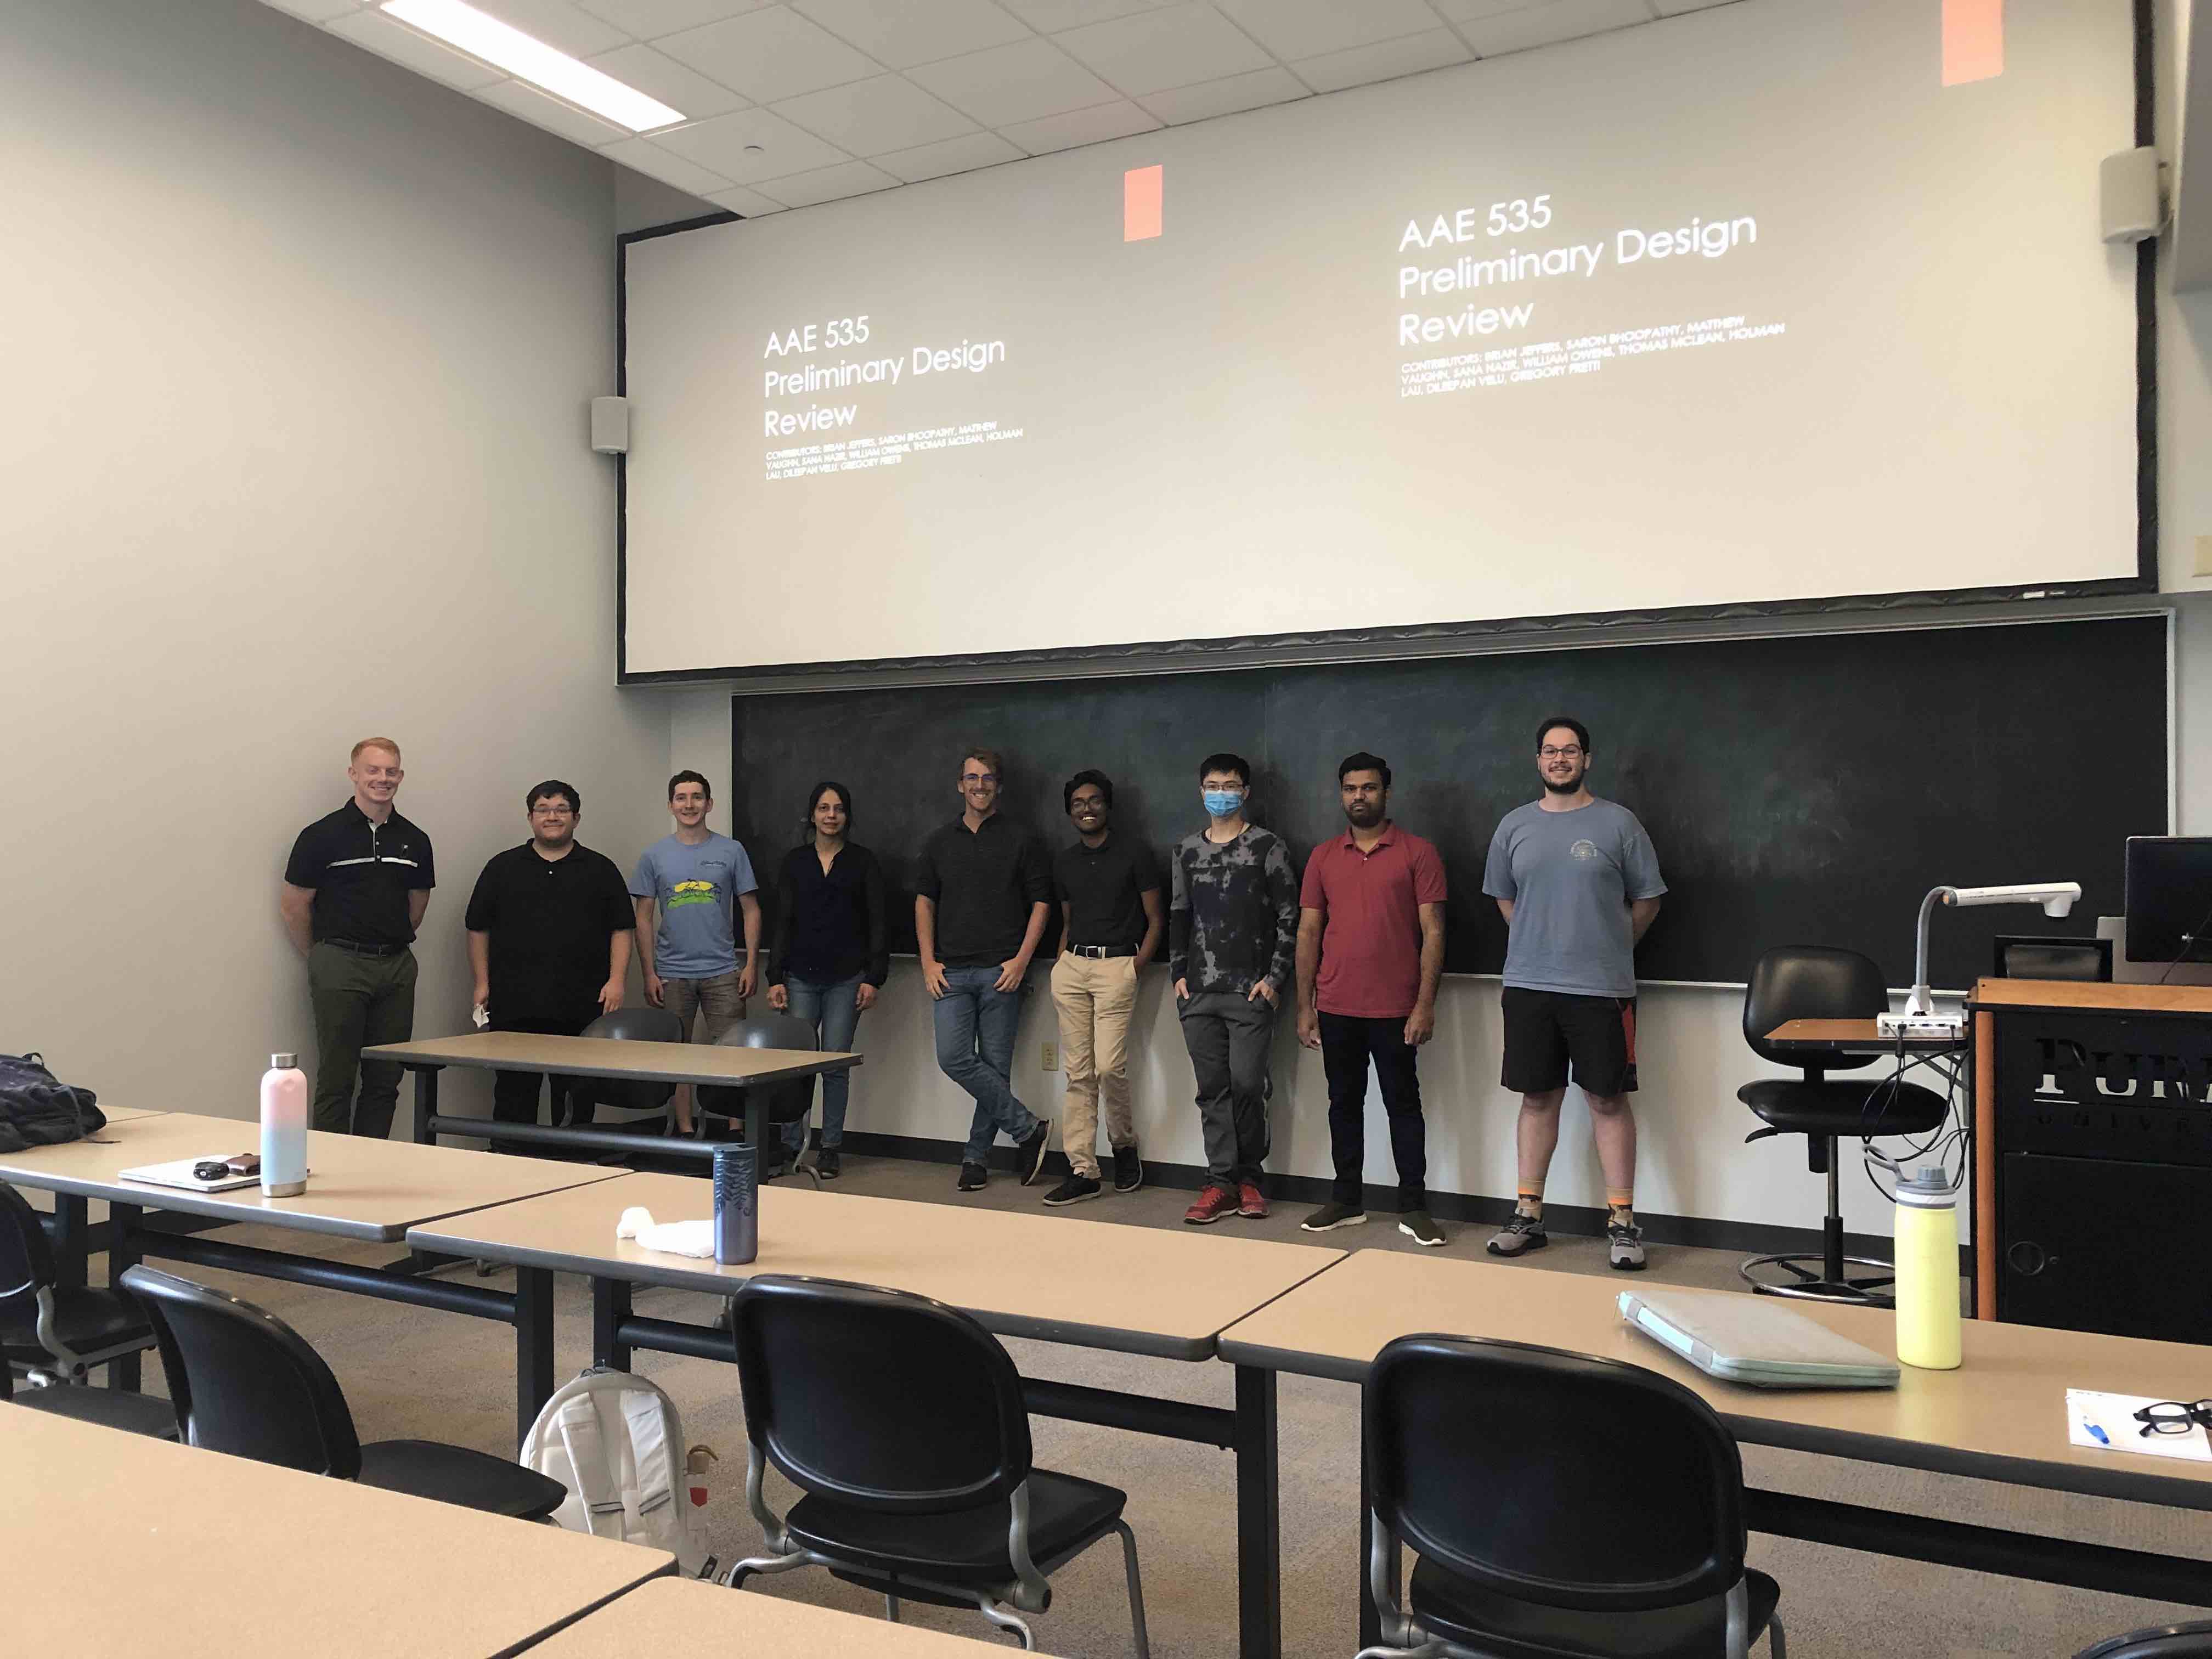 AAE 535
Preliminary Design
Review
CONTRIBUTORS: BRIAN JEFFERS, SARON BHOOPATHY, MATTHEW
VAUGHN, SANA NAZIR, WILLIAM OWENS, THOMAS MCLEAN, HOLMAN
LAU, DILEEPAN VELU, GREGORY PIRETTI
AAE 535
Preliminary Design
Review
CONTRIBUTORS: BRIAN JEFFERS, SARON BHOOPATHY, MATTHEW
VAUGHN, SANA NAZIR, WILLIAM OWENS, THOMAS MCLEAN, HOLMAN
LAU, DILEEPAN VELU, GREGORY